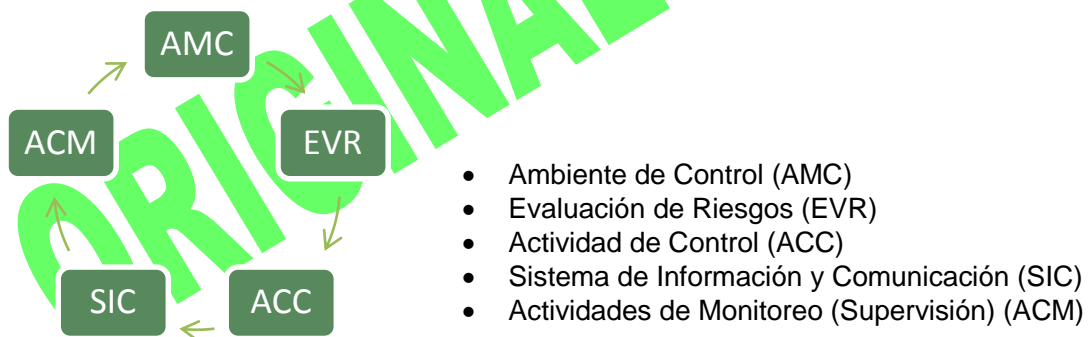 AMC
ACM
EVR
SIC
ACC
ORIGINAL
• Ambiente de Control (AMC)
• Evaluación de Riesgos (EVR)
• Actividad de Control (ACC)
• Sistema de Información y Comunicación (SIC)
• Actividades de Monitoreo (Supervisión) (ACM)